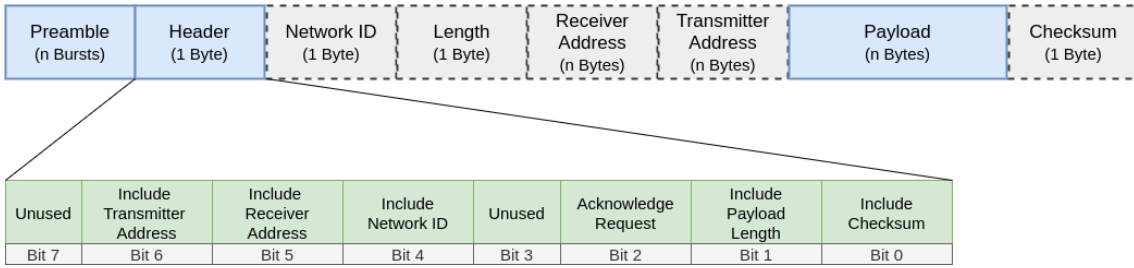 Preamble
(n Bursts)
Header
(1 Byte)
Network ID
(1 Byte)
Length
(1 Byte)
Receiver
Address
(n Bytes)
Transmitter
Address
(n Bytes)
Payload
(n Bytes)
Checksum
(1 Byte)
Unused
Include
Transmitter
Address
Include
Receiver
Address
Include
Network ID
Unused
Acknowledge
Request
Include
Payload
Length
Include
Checksum
Bit 7
Bit 6
Bit 5
Bit 4
Bit 3
Bit 2
Bit 1
Bit 0